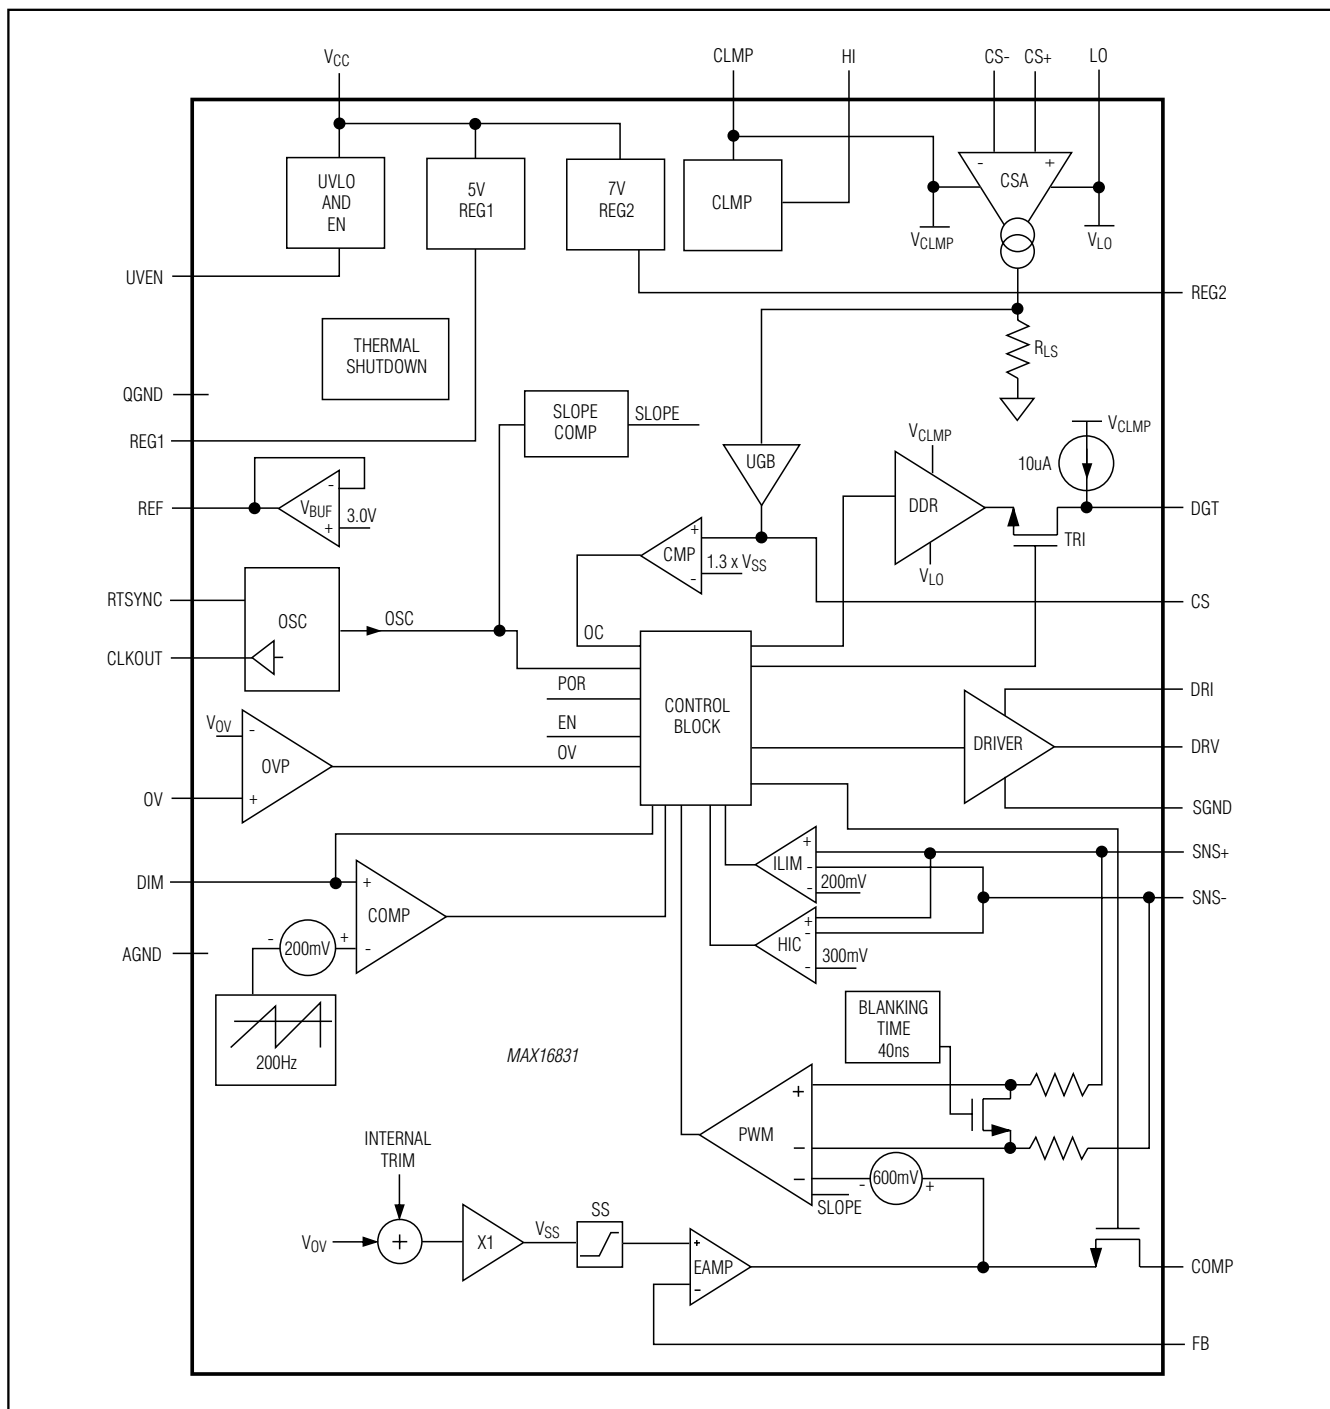 VCC
CLMP
HI
CS-
CS+
LO
UVLO
AND
EN
5V
REG1
7V
REG2
CLMP
-
+
CSA
VCLMP
VLO
UVEN
REG2
THERMAL
SHUTDOWN
RLS
QGND
REG1
SLOPE
COMP
SLOPE
VCLMP
VCLMP
10uA
UGB
REF
-
VBUF
+
3.0V
DDR
DGT
TRI
+
CMP
-
1.3 x VSS
VLO
RTSYNC
OSC
OSC
CS
OC
CLKOUT
POR
EN
OV
CONTROL
BLOCK
DRI
DRIVER
DRV
SGND
VOV
-
OVP
+
OV
+
ILIM
-
-
200mV
SNS+
SNS-
DIM
+
COMP
-
-
200mV
+
+
-
HIC
-
300mV
AGND
200Hz
MAX16831
BLANKING
TIME
40ns
+
PWM
−
−
-
600mV
+
SLOPE
INTERNAL
TRIM
VOV
+
X1
VSS
SS
+
EAMP
-
COMP
FB